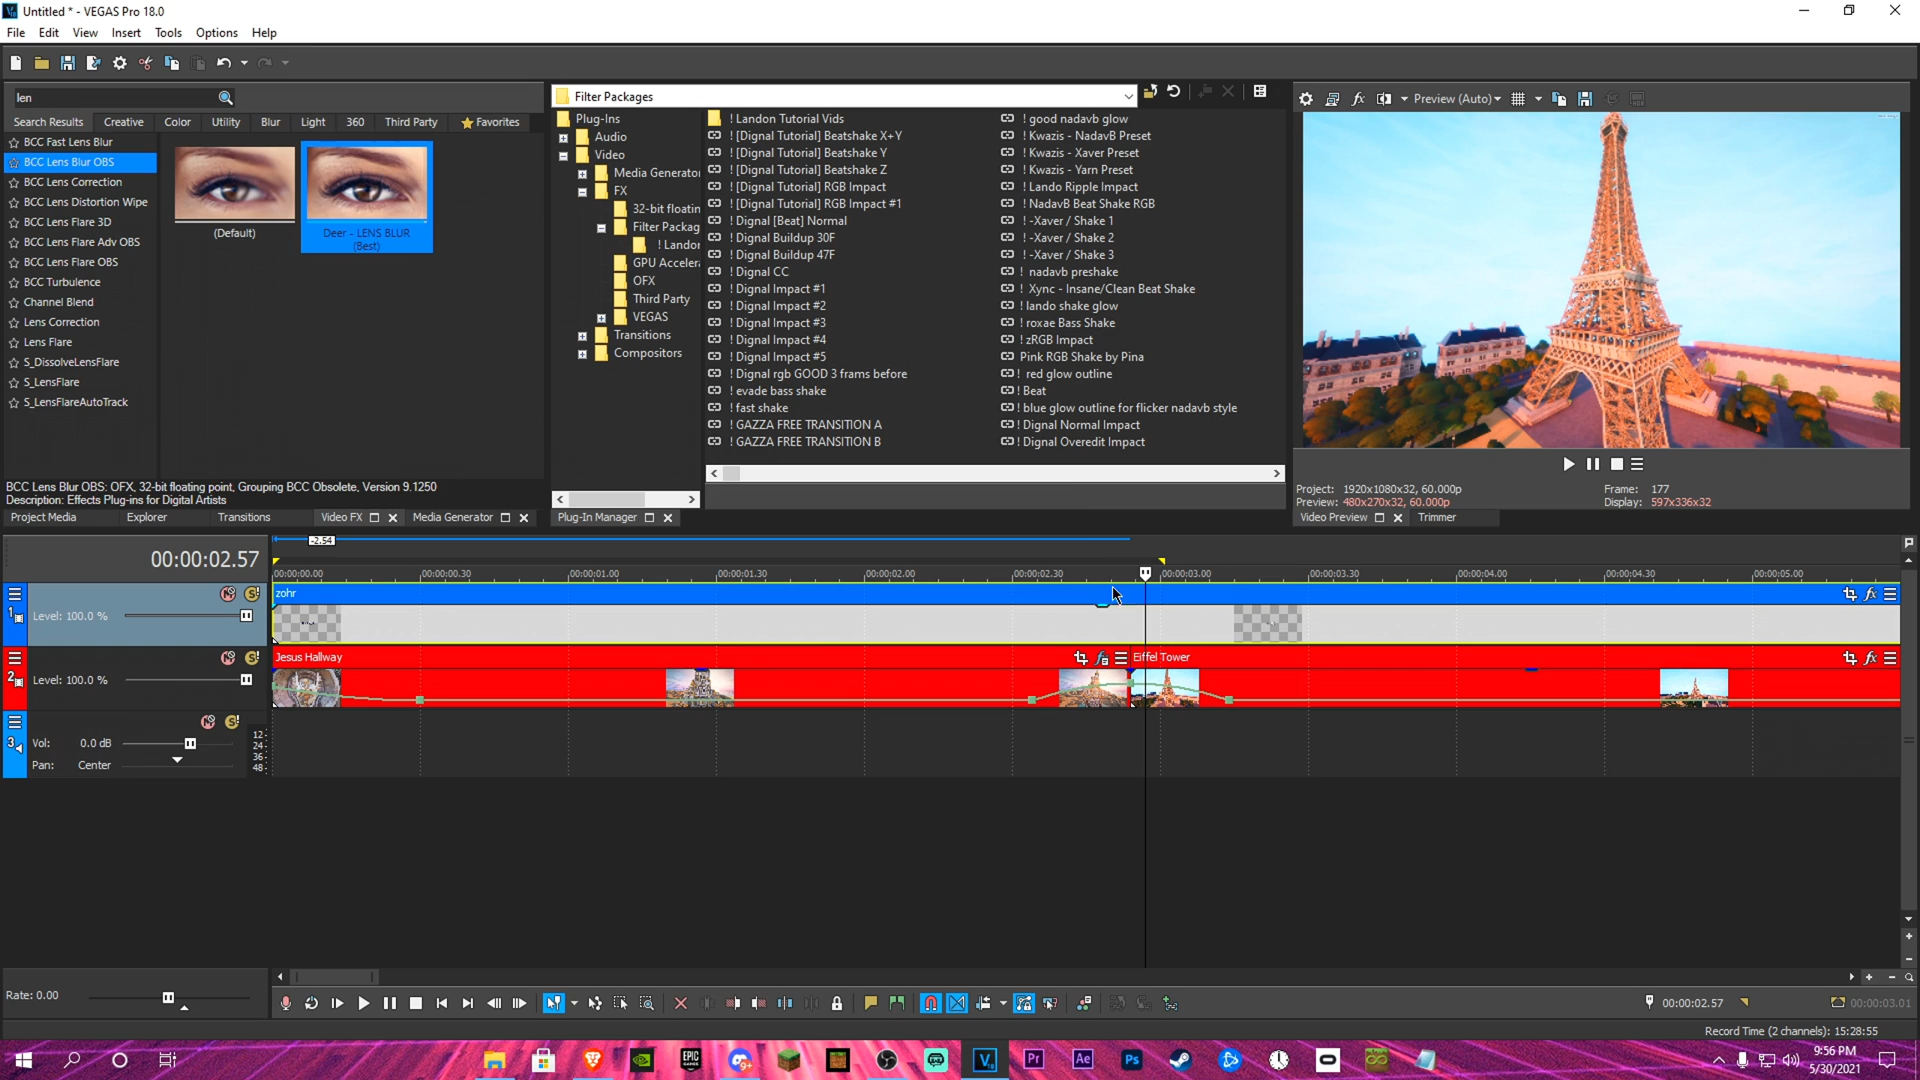 Untitled * - VEGAS Pro 18.0
File Edit View Insert Tools Options Help
len
Search Results Creative Color Utility Blur Light 360 Third Party Favorites
BCC Fast Lens Blur
BCC Lens Blur OBS
BCC Lens Correction
BCC Lens Distortion Wipe
BCC Lens Flare 3D
BCC Lens Flare Adv OBS
BCC Lens Flare OBS
BCC Turbulence
Channel Blend
Lens Correction
Lens Flare
S_DissolveLensFlare
S_LensFlare
S_LensFlareAutoTrack
(Default)
Deer - LENS BLUR
(Best)
BCC Lens Blur OBS: OFX, 32-bit floating point, Grouping BCC Obsolete, Version 9.1250
Description: Effects Plug-ins for Digital Artists
Project Media Explorer Transitions Video FX Media Generator
Filter Packages
Plug-Ins
Audio
Video
Media Generator
FX
32-bit floatin
Filter Packag
! Landon
GPU Acceler
OFX
Third Party
VEGAS
Transitions
Compositors
! Landon Tutorial Vids
! [Dignal Tutorial] Beatshake X+Y
! [Dignal Tutorial] Beatshake Y
! [Dignal Tutorial] Beatshake Z
! [Dignal Tutorial] RGB Impact
! [Dignal Tutorial] RGB Impact #1
! Dignal [Beat] Normal
! Dignal Buildup 30F
! Dignal Buildup 47F
! Dignal CC
! Dignal Impact #1
! Dignal Impact #2
! Dignal Impact #3
! Dignal Impact #4
! Dignal Impact #5
! Dignal rgb GOOD 3 frams before
! evade bass shake
! fast shake
! GAZZA FREE TRANSITION A
! GAZZA FREE TRANSITION B
! good nadavb glow
! Kwazis - NadavB Preset
! Kwazis - Xaver Preset
! Kwazis - Yarn Preset
! Lando Ripple Impact
! NadavB Beat Shake RGB
! -Xaver / Shake 1
! -Xaver / Shake 2
! -Xaver / Shake 3
! nadavb preshake
! Xync - Insane/Clean Beat Shake
! lando shake glow
! roxae Bass Shake
! zRGB Impact
Pink RGB Shake by Pina
! red glow outline
! Beat
! blue glow outline for flicker nadavb style
! Dignal Normal Impact
! Dignal Overedit Impact
Plug-In Manager
Preview (Auto)
Project: 1920x1080x32, 60.000p
Preview: 480x270x32, 60.000p
Frame: 177
Display: 597x336x32
Video Preview Trimmer
00:00:02.57
-2.54
00:00:00.00 00:00:00.30 00:00:01.00 00:00:01.30 00:00:02.00 00:00:02.30 00:00:03.00 00:00:03.30 00:00:04.00 00:00:04.30 00:00:05.00
1
Level: 100.0 %
zohr
2
Level: 100.0 %
Jesus Hallway
Eiffel Tower
3
Vol: 0.0 dB
Pan: Center
12
24
36
48
Rate: 0.00
00:00:02.57
00:00:03.01
Record Time (2 channels): 15:28:55
9:56 PM
5/30/2021